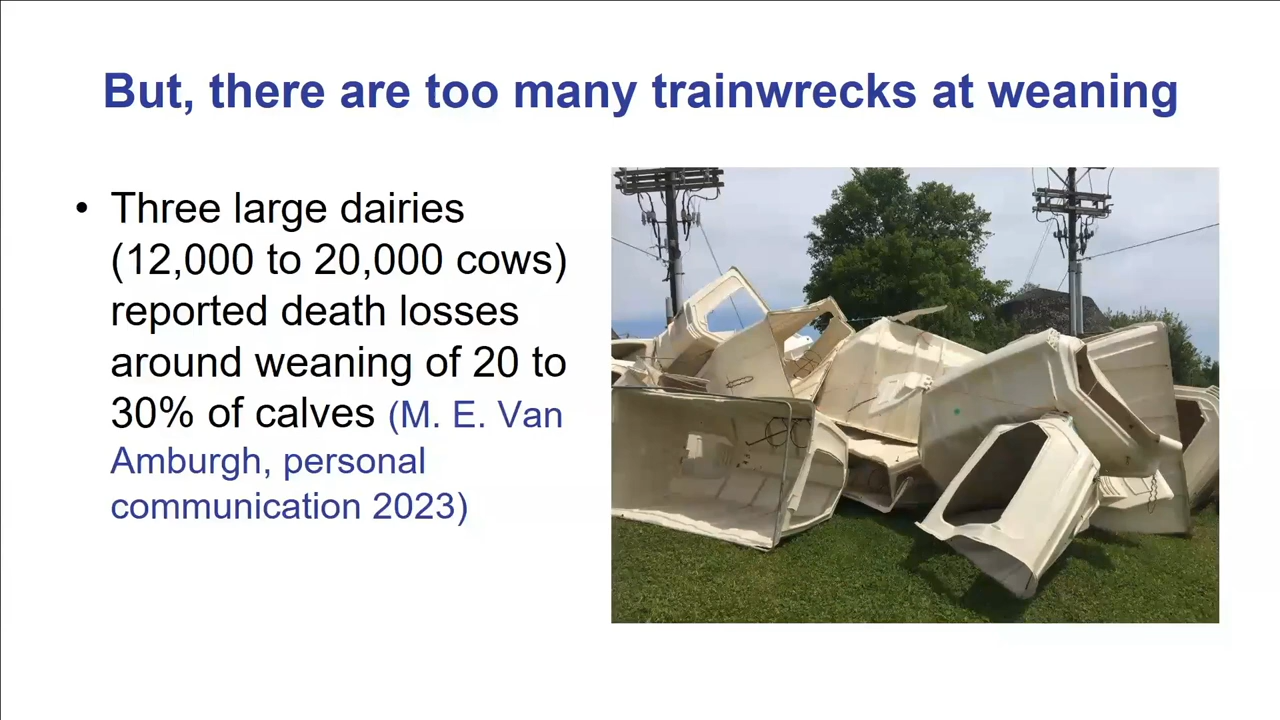 But, there are too many trainwrecks at weaning
• Three large dairies
(12,000 to 20,000 cows)
reported death losses
around weaning of 20 to
30% of calves (M. E. Van
Amburgh, personal
communication 2023)